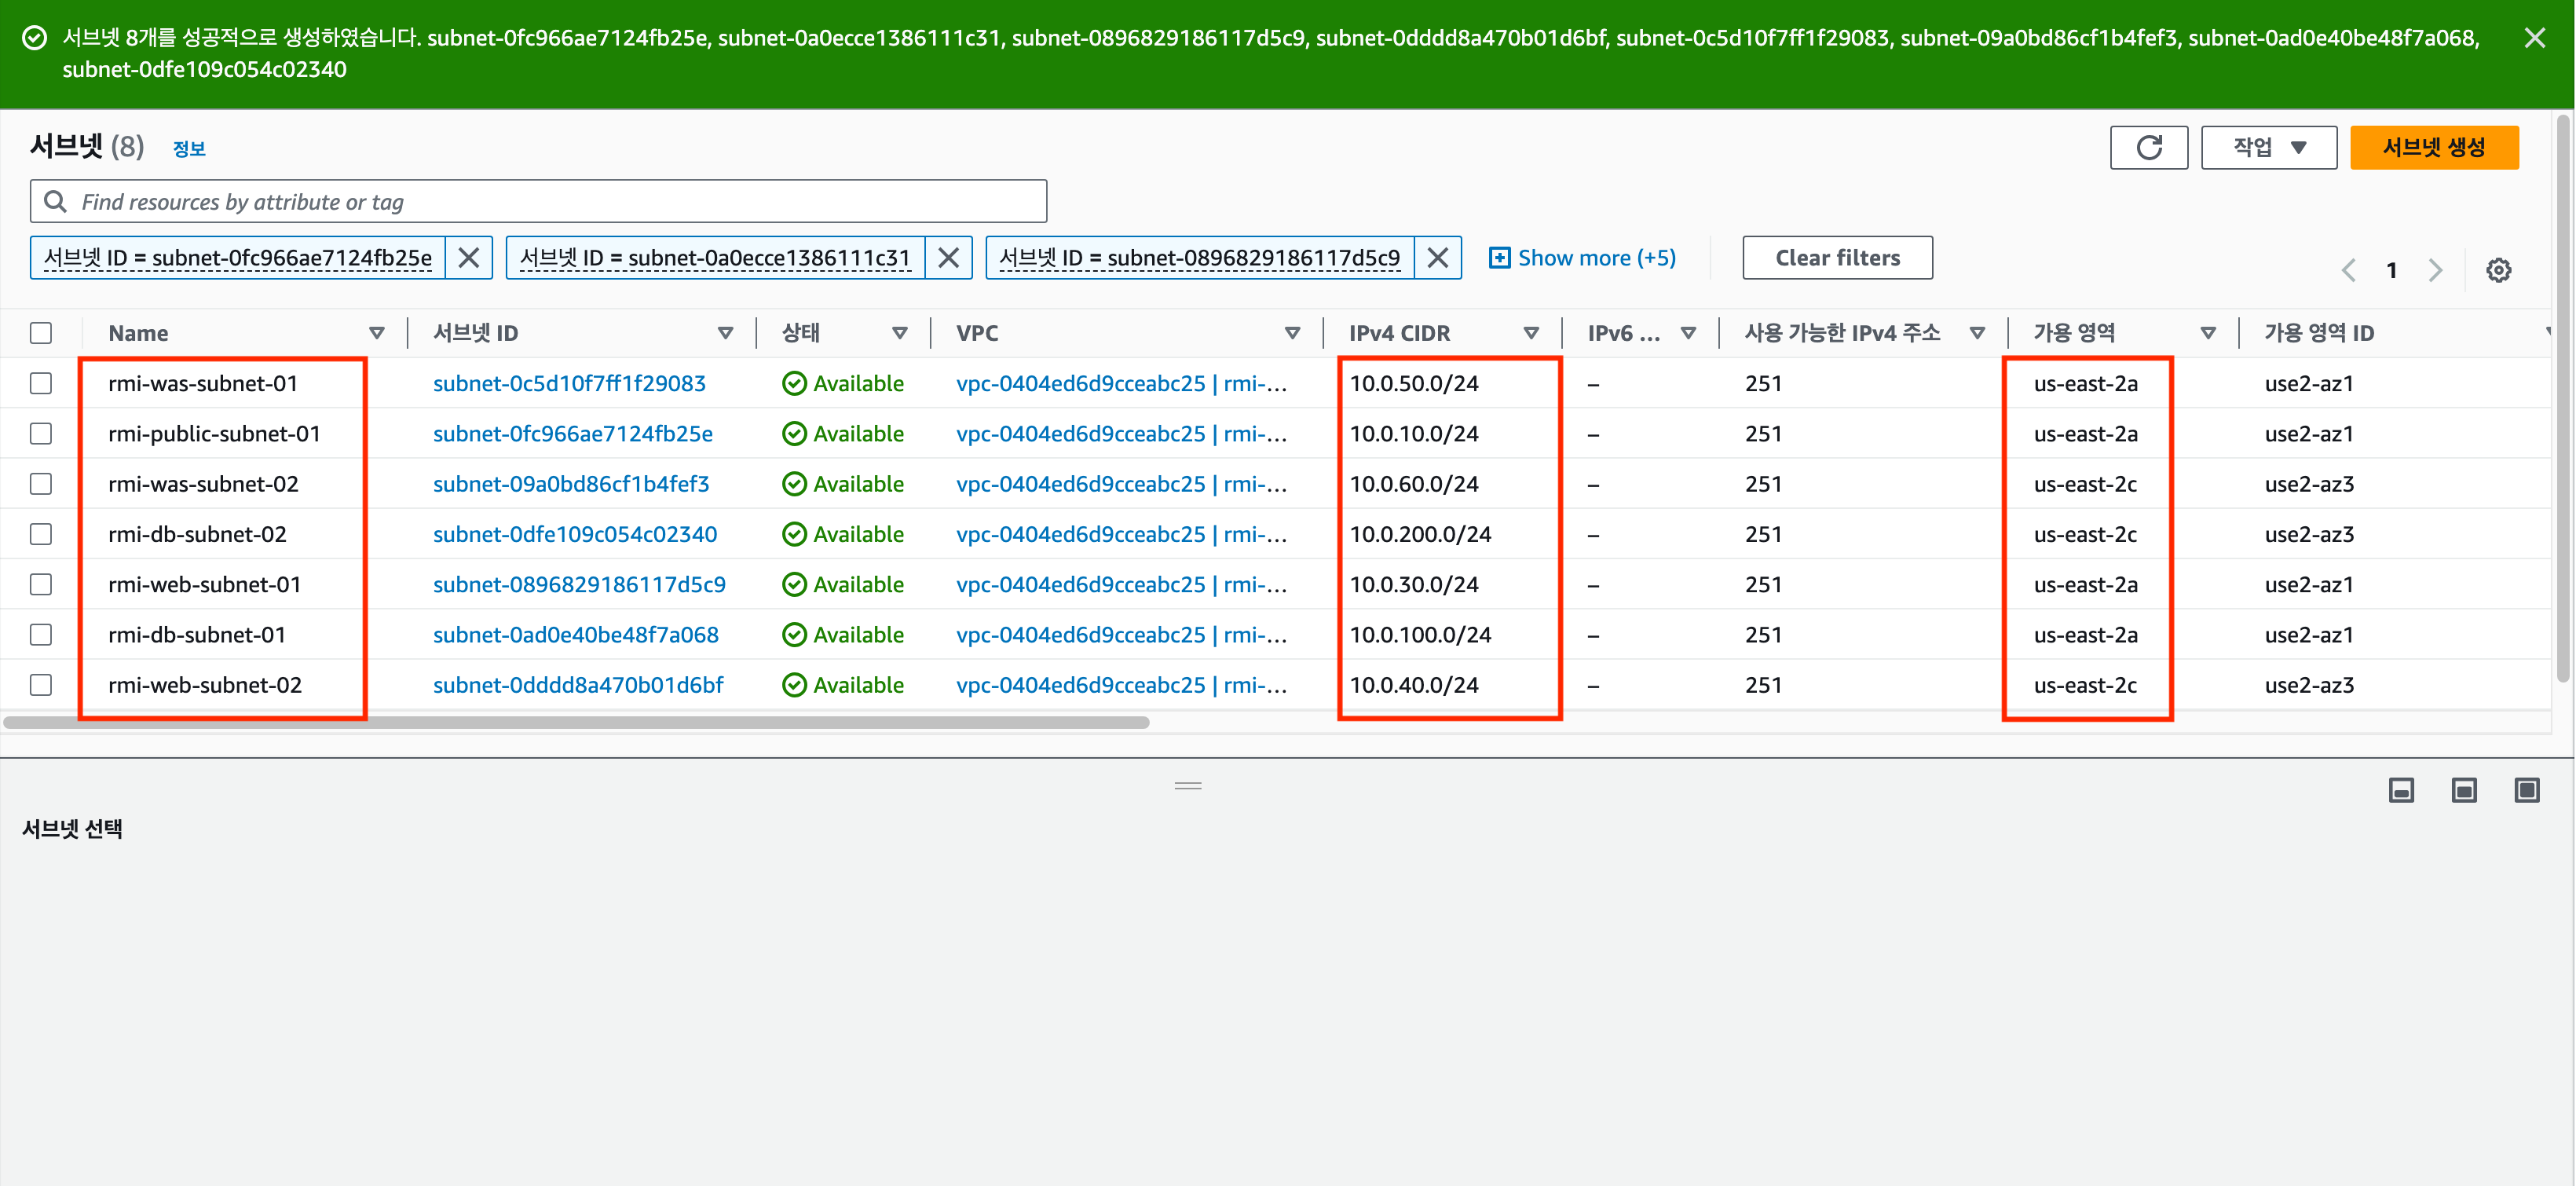 서브넷 8개를 성공적으로 생성하였습니다. subnet-0fc966ae7124fb25e, subnet-0a0ecce1386111c31, subnet-0896829186117d5c9, subnet-0dddd8a470b01d6bf, subnet-0c5d10f7ff1f29083, subnet-09a0bd86cf1b4fef3, subnet-0ad0e40be48f7a068,
subnet-0dfe109c054c02340
서브넷 (8) 정보 작업 서브넷 생성
Find resources by attribute or tag
서브넷 ID = subnet-0fc966ae7124fb25e 서브넷 ID = subnet-0a0ecce1386111c31 서브넷 ID = subnet-0896829186117d5c9 Show more (+5) Clear filters 1
Name 서브넷 ID 상태 VPC IPv4 CIDR IPv6 ... 사용 가능한 IPv4 주소 가용 영역 가용 영역 ID
rmi-was-subnet-01 subnet-0c5d10f7ff1f29083 Available vpc-0404ed6d9cceabc25 | rmi-... 10.0.50.0/24 – 251 us-east-2a use2-az1
rmi-public-subnet-01 subnet-0fc966ae7124fb25e Available vpc-0404ed6d9cceabc25 | rmi-... 10.0.10.0/24 – 251 us-east-2a use2-az1
rmi-was-subnet-02 subnet-09a0bd86cf1b4fef3 Available vpc-0404ed6d9cceabc25 | rmi-... 10.0.60.0/24 – 251 us-east-2c use2-az3
rmi-db-subnet-02 subnet-0dfe109c054c02340 Available vpc-0404ed6d9cceabc25 | rmi-... 10.0.200.0/24 – 251 us-east-2c use2-az3
rmi-web-subnet-01 subnet-0896829186117d5c9 Available vpc-0404ed6d9cceabc25 | rmi-... 10.0.30.0/24 – 251 us-east-2a use2-az1
rmi-db-subnet-01 subnet-0ad0e40be48f7a068 Available vpc-0404ed6d9cceabc25 | rmi-... 10.0.100.0/24 – 251 us-east-2a use2-az1
rmi-web-subnet-02 subnet-0dddd8a470b01d6bf Available vpc-0404ed6d9cceabc25 | rmi-... 10.0.40.0/24 – 251 us-east-2c use2-az3
서브넷 선택